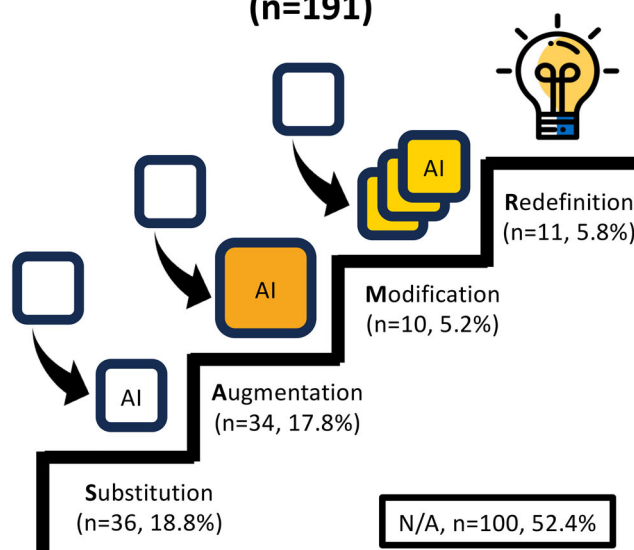 (n=191)
AI
Redefinition
(n=11, 5.8%)
AI
Modification
(n=10, 5.2%)
AI
Augmentation
(n=34, 17.8%)
Substitution
(n=36, 18.8%)
N/A, n=100, 52.4%